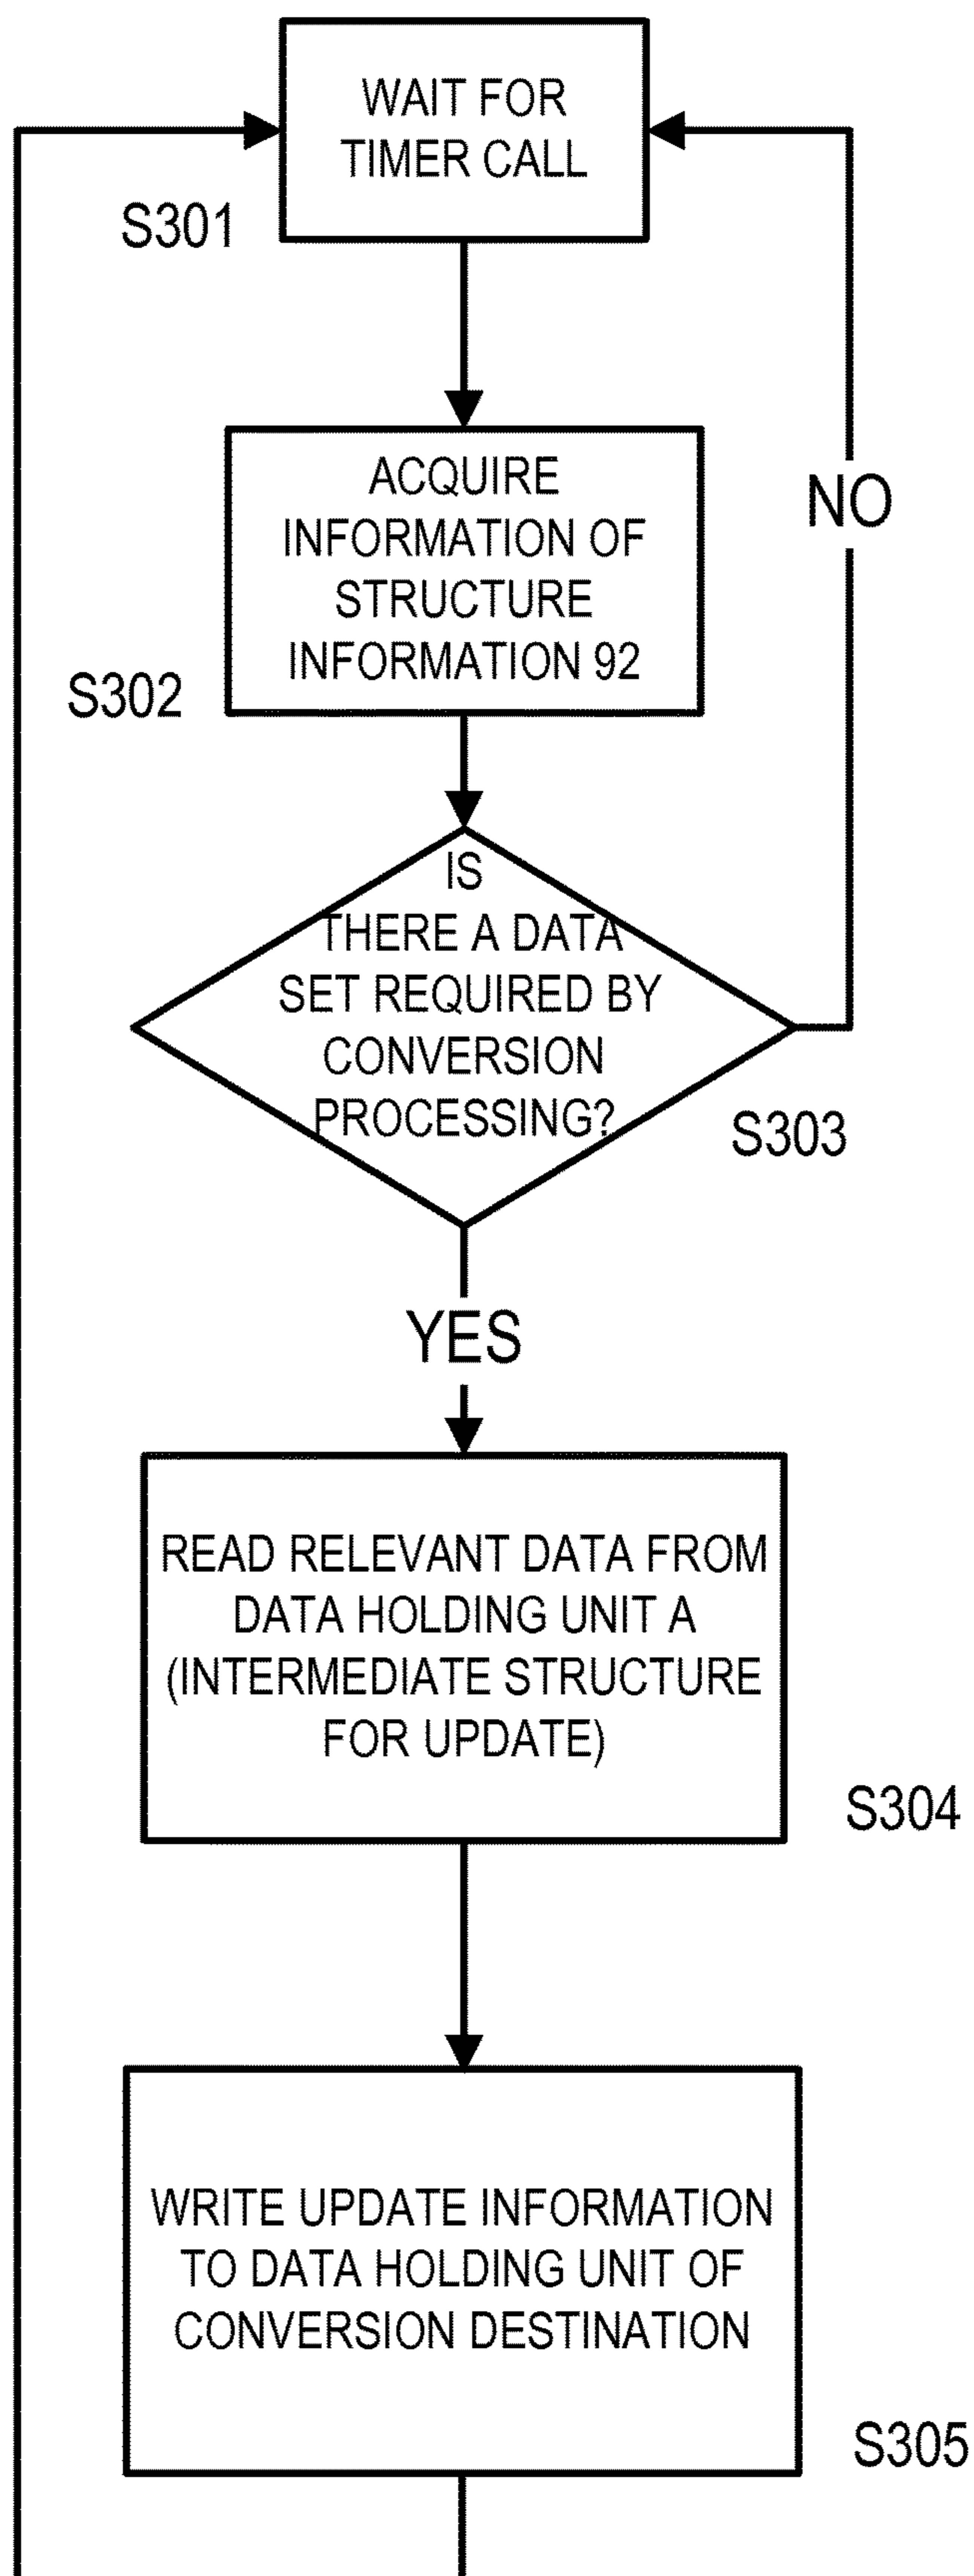 WAIT FOR
TIMER CALL
S301
ACQUIRE
INFORMATION OF
STRUCTURE
INFORMATION 92
NO
S302
IS
THERE A DATA
SET REQUIRED BY
CONVERSION
PROCESSING?
S303
YES
READ RELEVANT DATA FROM
DATA HOLDING UNIT A
(INTERMEDIATE STRUCTURE
FOR UPDATE)
S304
WRITE UPDATE INFORMATION
TO DATA HOLDING UNIT OF
CONVERSION DESTINATION
S305